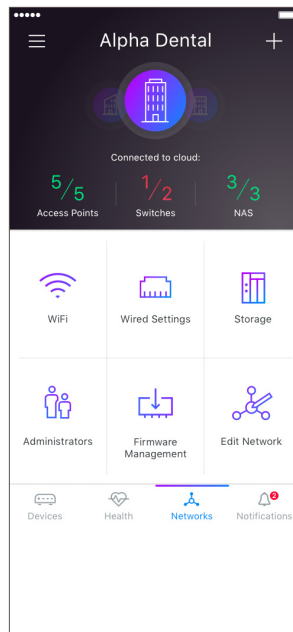 Alpha Dental
Connected to cloud:
5/5 1/2 3/3
Access Points Switches NAS
WiFi Wired Settings Storage
Administrators Firmware Edit Network
Management
2
Devices Health Networks Notifications